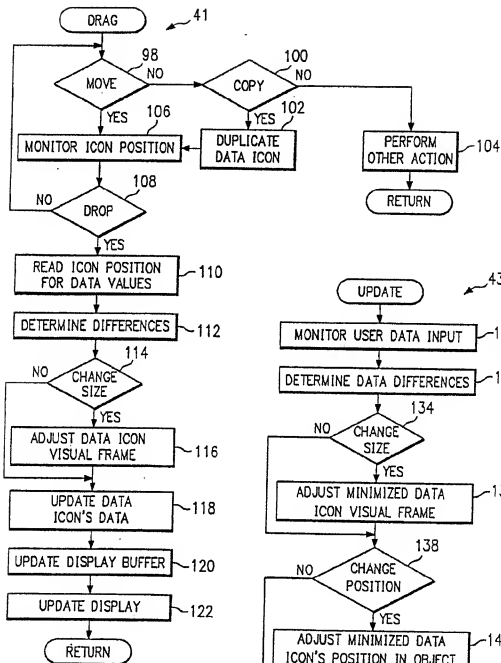 DRAG
41
98
MOVE
NO
YES
100
COPY
NO
YES
102
DUPLICATE
DATA ICON
PERFORM
OTHER ACTION
104
RETURN
106
MONITOR ICON POSITION
108
DROP
NO
YES
READ ICON POSITION
FOR DATA VALUES
110
DETERMINE DIFFERENCES
112
114
CHANGE
SIZE
NO
YES
ADJUST DATA ICON
VISUAL FRAME
116
UPDATE DATA
ICON'S DATA
118
UPDATE DISPLAY BUFFER
120
UPDATE DISPLAY
122
RETURN
UPDATE
43
MONITOR USER DATA INPUT
DETERMINE DATA DIFFERENCES
134
CHANGE
SIZE
NO
YES
ADJUST MINIMIZED DATA
ICON VISUAL FRAME
138
CHANGE
POSITION
NO
YES
ADJUST MINIMIZED DATA
ICON'S POSITION IN OBJECT